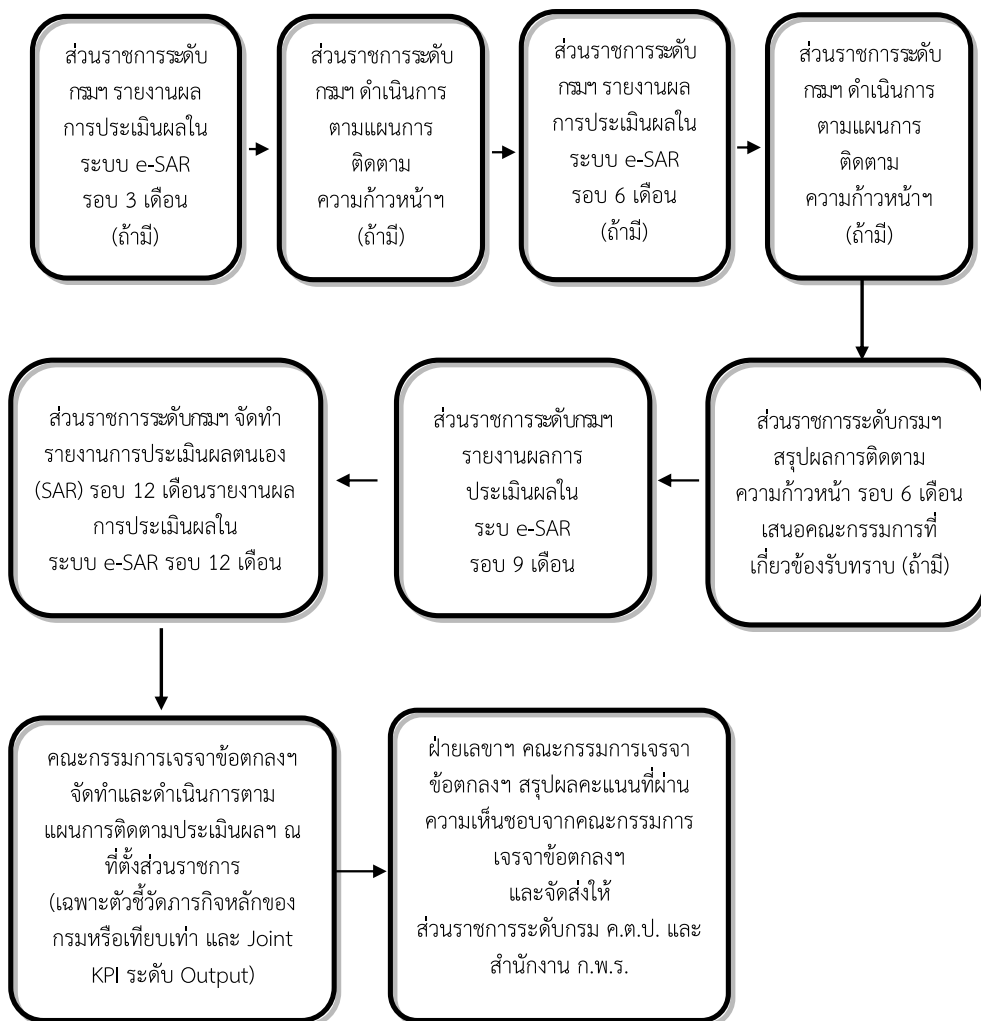 ส่วนราชการระดับ
กรมฯ รายงานผล
การประเมินผลใน
ระบบ e-SAR
รอบ 3 เดือน
(ถ้ามี)
ส่วนราชการระดับ
กรมฯ ดำเนินการ
ตามแผนการ
ติดตาม
ความก้าวหน้าฯ
(ถ้ามี)
ส่วนราชการระดับ
กรมฯ รายงานผล
การประเมินผลใน
ระบบ e-SAR
รอบ 6 เดือน
(ถ้ามี)
ส่วนราชการระดับ
กรมฯ ดำเนินการ
ตามแผนการ
ติดตาม
ความก้าวหน้าฯ
(ถ้ามี)
ส่วนราชการระดับกรมฯ
สรุปผลการติดตาม
ความก้าวหน้า รอบ 6 เดือน
เสนอคณะกรรมการที่
เกี่ยวข้องรับทราบ (ถ้ามี)
ส่วนราชการระดับกรมฯ
รายงานผลการ
ประเมินผลใน
ระบ e-SAR
รอบ 9 เดือน
ส่วนราชการระดับกรมฯ จัดทำ
รายงานการประเมินผลตนเอง
(SAR) รอบ 12 เดือนรายงานผล
การประเมินผลใน
ระบบ e-SAR รอบ 12 เดือน
คณะกรรมการเจรจาข้อตกลงฯ
จัดทำและดำเนินการตาม
แผนการติดตามประเมินผลฯ ณ
ที่ตั้งส่วนราชการ
(เฉพาะตัวชี้วัดภารกิจหลักของ
กรมหรือเทียบเท่า และ Joint
KPI ระดับ Output)
ฝ่ายเลขาฯ คณะกรรมการเจรจา
ข้อตกลงฯ สรุปผลคะแนนที่ผ่าน
ความเห็นชอบจากคณะกรรมการ
เจรจาข้อตกลงฯ
และจัดส่งให้
ส่วนราชการระดับกรม ค.ต.ป. และ
สำนักงาน ก.พ.ร.